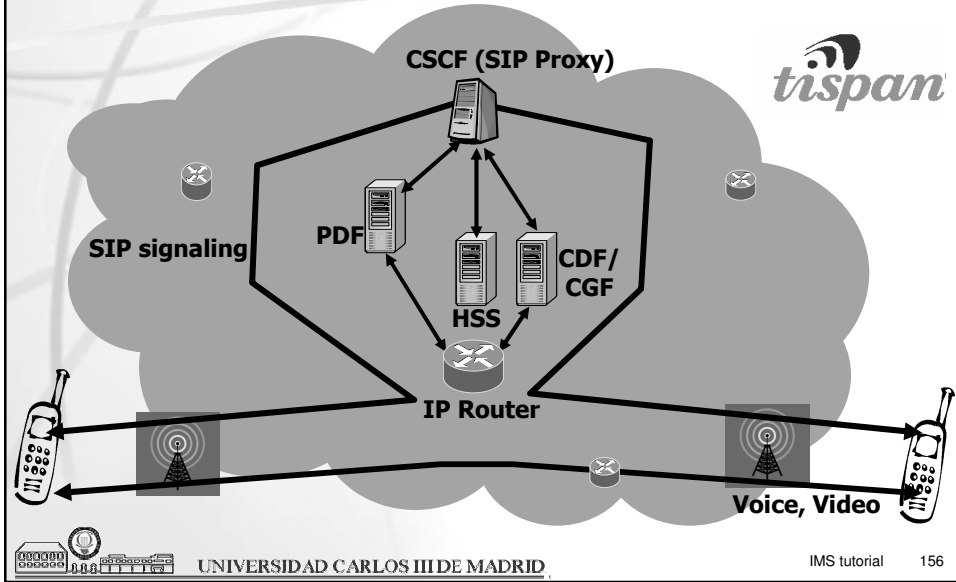 CSCF (SIP Proxy)
tispan
SIP signaling
PDF
HSS
CDF/
CGF
IP Router
Voice, Video
UNIVERSIDAD CARLOS III DE MADRID
IMS tutorial 156